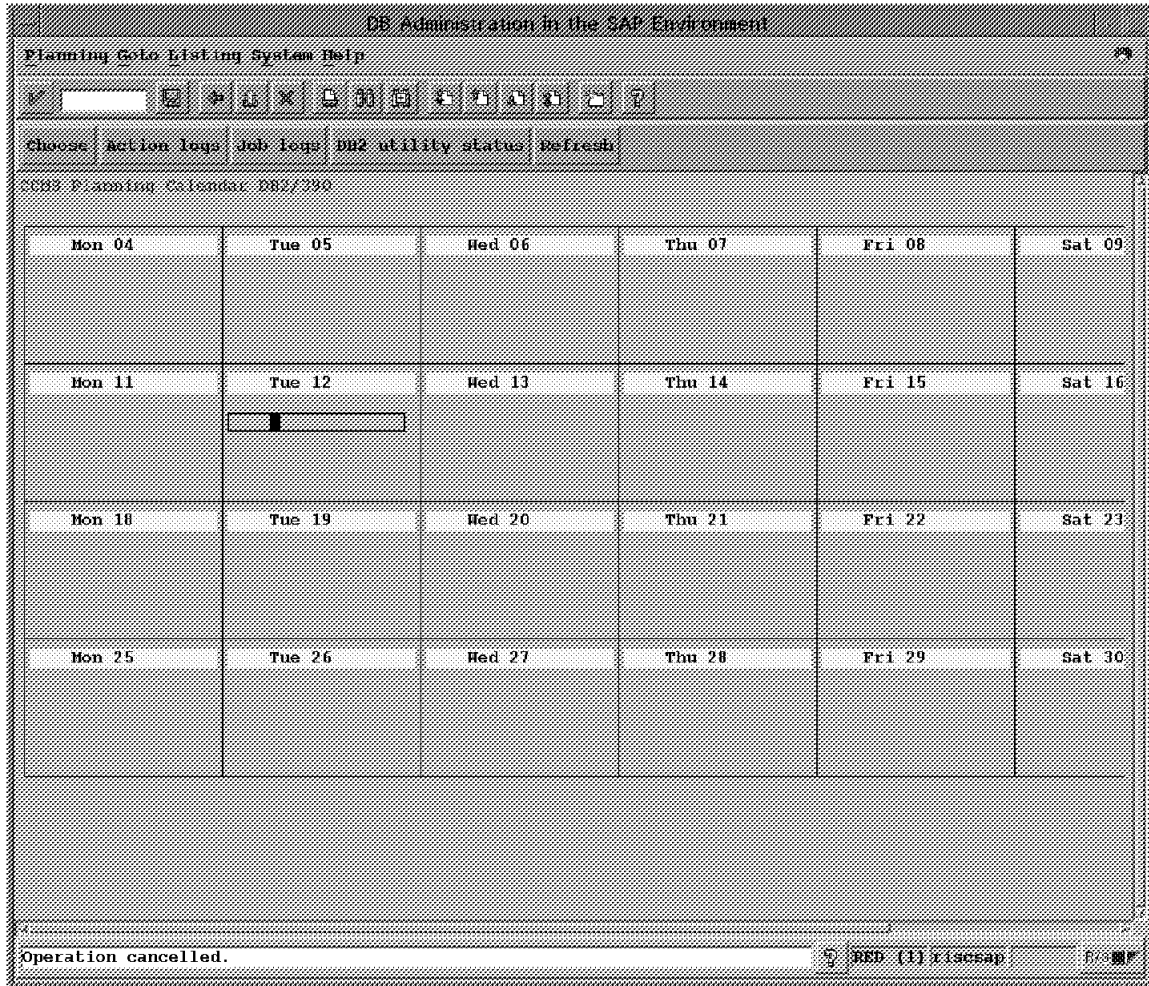 DB Administration in the SAP Environment
Planning Goto Listing System Help
Choose Action logs Job logs DB2 utility status Refresh
CCMS Planning Calendar DB2/390
Mon 04 Tue 05 Wed 06 Thu 07 Fri 08 Sat 09
Mon 11 Tue 12 Wed 13 Thu 14 Fri 15 Sat 16
Mon 18 Tue 19 Wed 20 Thu 21 Fri 22 Sat 23
Mon 25 Tue 26 Wed 27 Thu 28 Fri 29 Sat 30
Operation cancelled. RED (1) riscsap